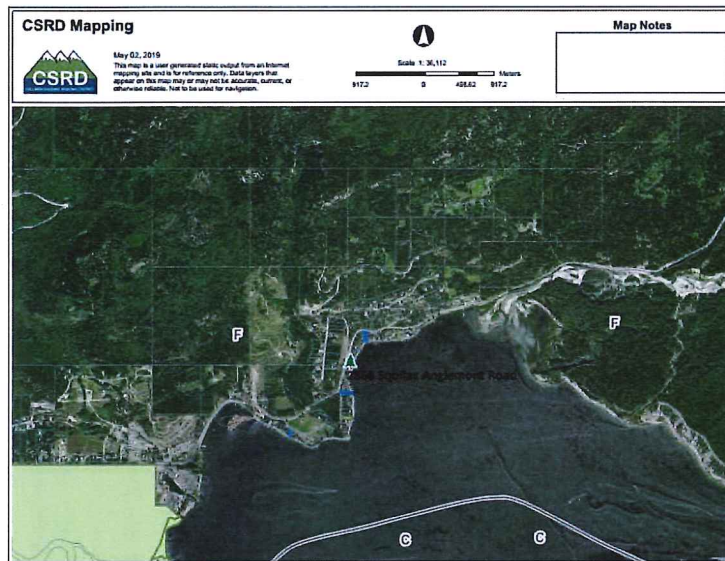 CSRD Mapping
CSRD
May 02, 2019
This map is a user generated static output from an Internet
mapping site and is for reference only. Data layers that
appear on this map may or may not be accurate, current, or
otherwise reliable. Not to be used for navigation.
Scale 1: 36,112
Meters
917.2 0 458.62 917.2
Map Notes
F
F
Squilax Anglemont Road
C
C